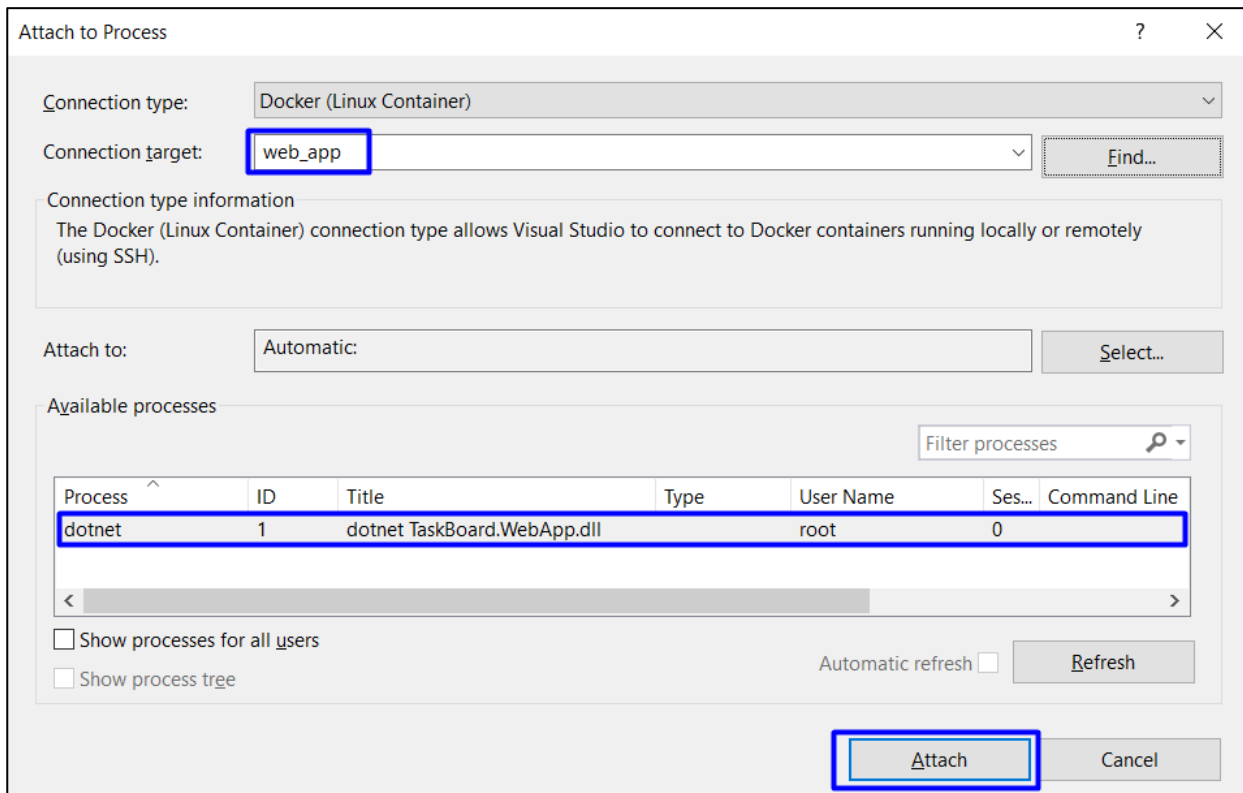 Attach to Process
?
Connection type:
Docker (Linux Container)
Connection target:
web_app
Find...
Connection type information
The Docker (Linux Container) connection type allows Visual Studio to connect to Docker containers running locally or remotely
(using SSH).
Attach to:
Automatic:
Select...
Available processes
Filter processes
Process ID Title Type User Name Ses... Command Line
dotnet 1 dotnet TaskBoard.WebApp.dll root 0
Show processes for all users
Automatic refresh
Refresh
Show process tree
Attach
Cancel